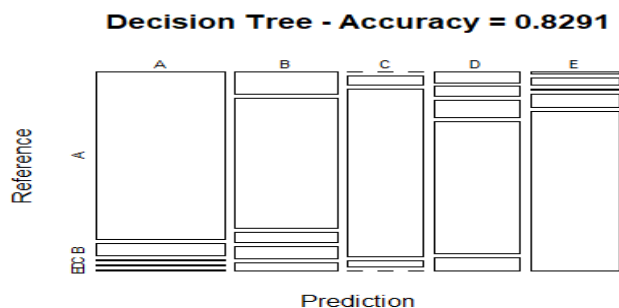 Decision Tree - Accuracy = 0.8291
A B C D E
Reference
A
B
Prediction